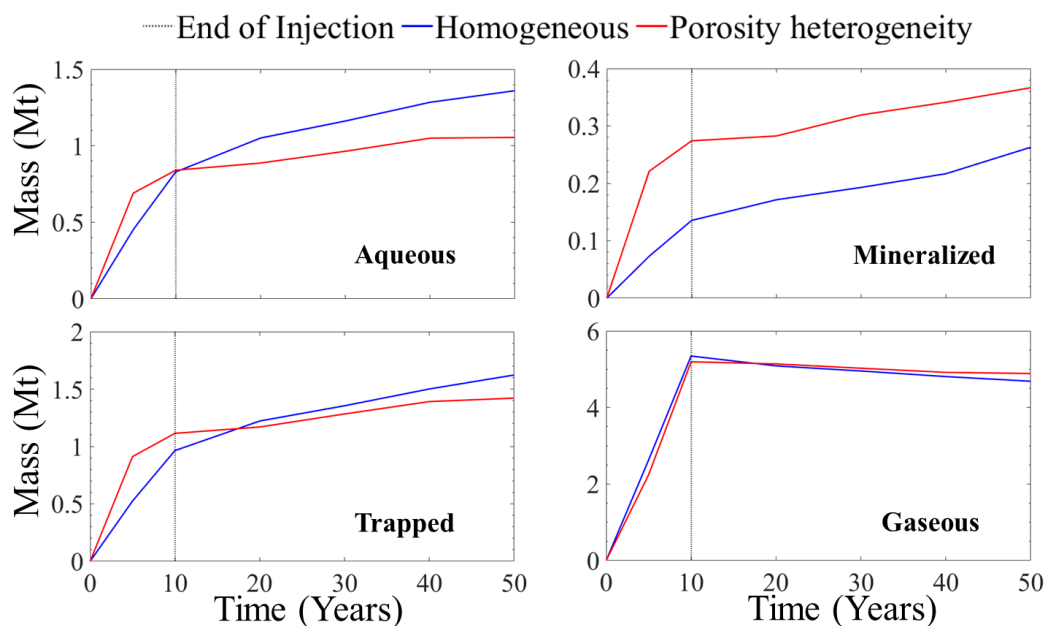 End of Injection Homogeneous Porosity heterogeneity
Mass (Mt)
1.5
1
0.5
0
Aqueous
0.4
0.3
0.2
0.1
0
Mineralized
Mass (Mt)
2
1.5
1
0.5
0
Trapped
0 10 20 30 40 50
Time (Years)
6
4
2
0
Gaseous
0 10 20 30 40 50
Time (Years)